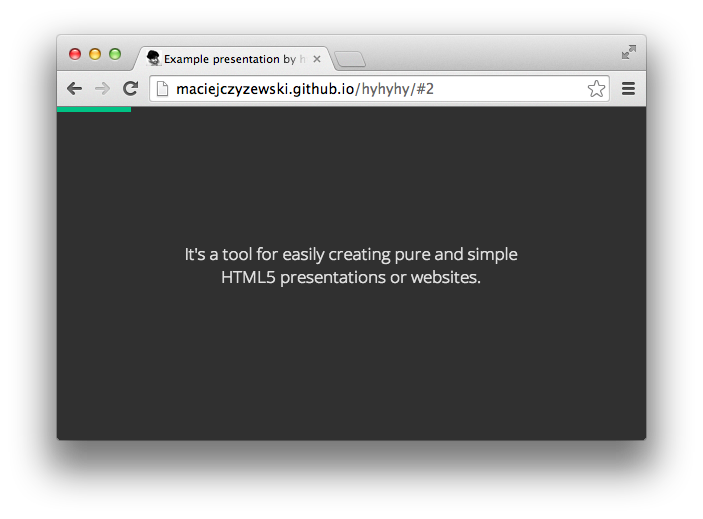 Example presentation by h
maciejczyzewski.github.io/hyhyhy/#2
It's a tool for easily creating pure and simple
HTML5 presentations or websites.